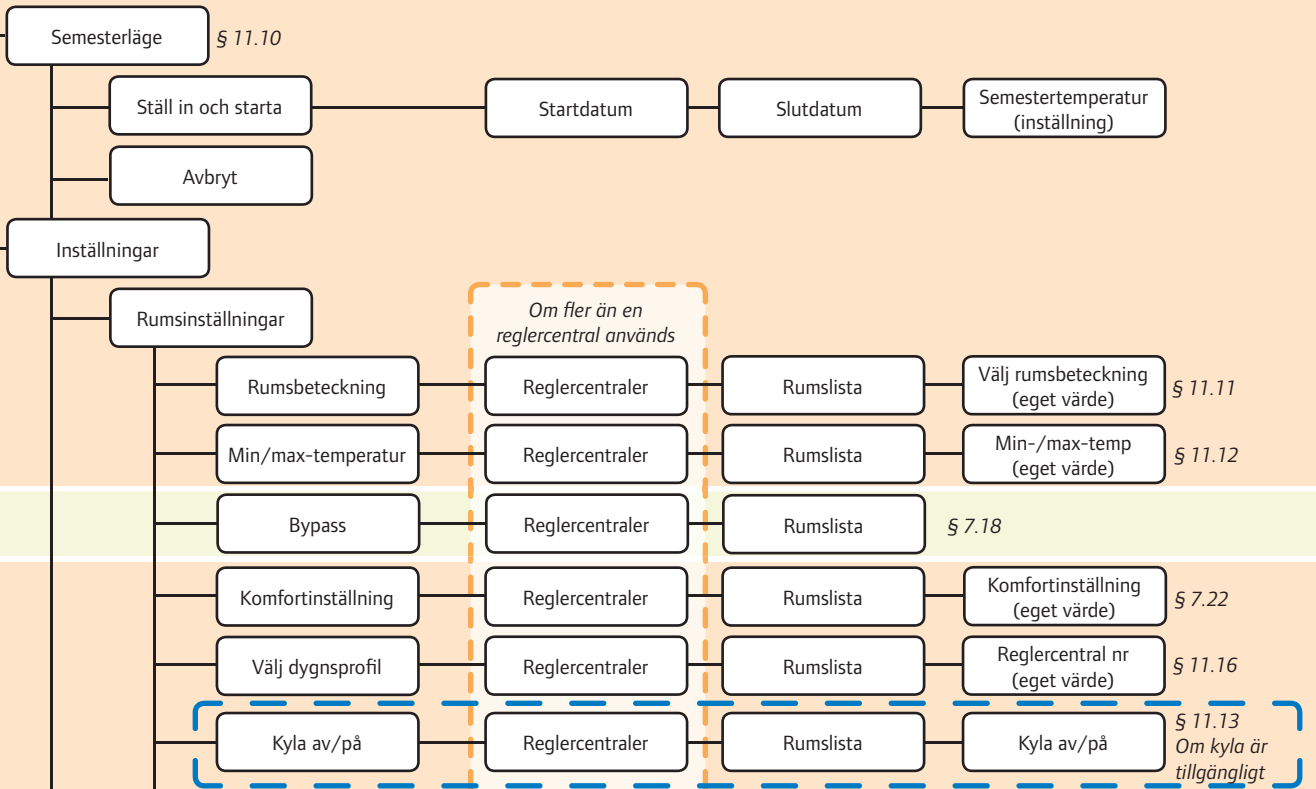 Semesterläge § 11.10
Ställ in och starta Startdatum Slutdatum Semestertemperatur
(inställning)
Avbryt
Inställningar
Rumsinställningar
Om fler än en
reglercentral används
Rumsbeteckning Reglercentraler Rumslista Välj rumsbeteckning
(eget värde) § 11.11
Min/max-temperatur Reglercentraler Rumslista Min-/max-temp
(eget värde) § 11.12
Bypass Reglercentraler Rumslista § 7.18
Komfortinställning Reglercentraler Rumslista Komfortinställning
(eget värde) § 7.22
Välj dygnsprofil Reglercentraler Rumslista Reglercentral nr
(eget värde) § 11.16
Kyla av/på Reglercentraler Rumslista Kyla av/på § 11.13
Om kyla är
tillgängligt